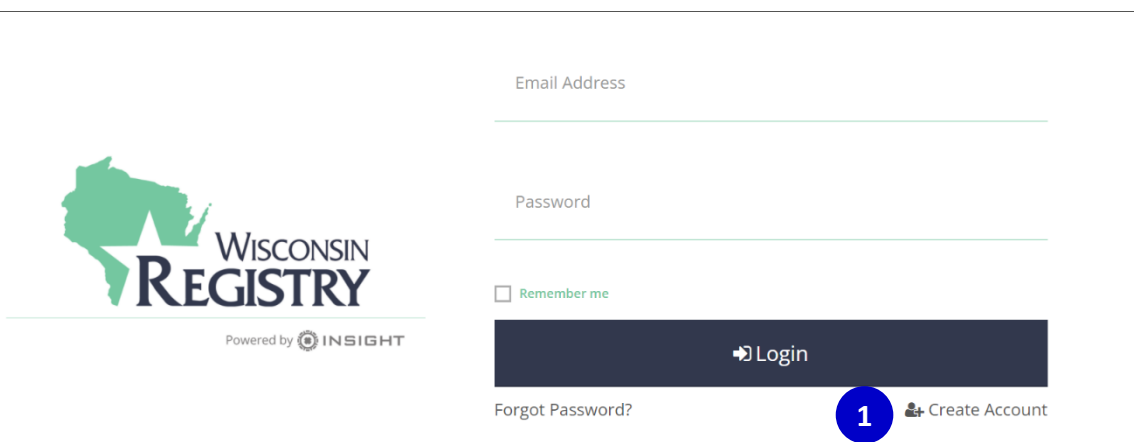 Email Address
Password
WISCONSIN
REGISTRY
Powered by INSIGHT
Remember me
Login
Forgot Password?
1
Create Account